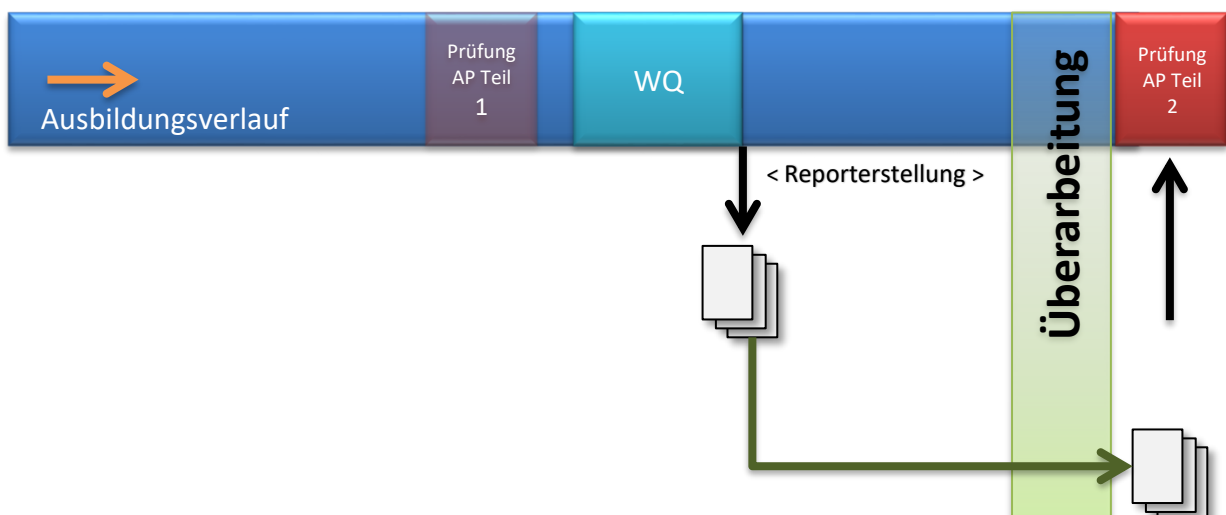 Ausbildungsverlauf
Prüfung
AP Teil
1
WQ
< Reporterstellung >
Überarbeitung
Prüfung
AP Teil
2